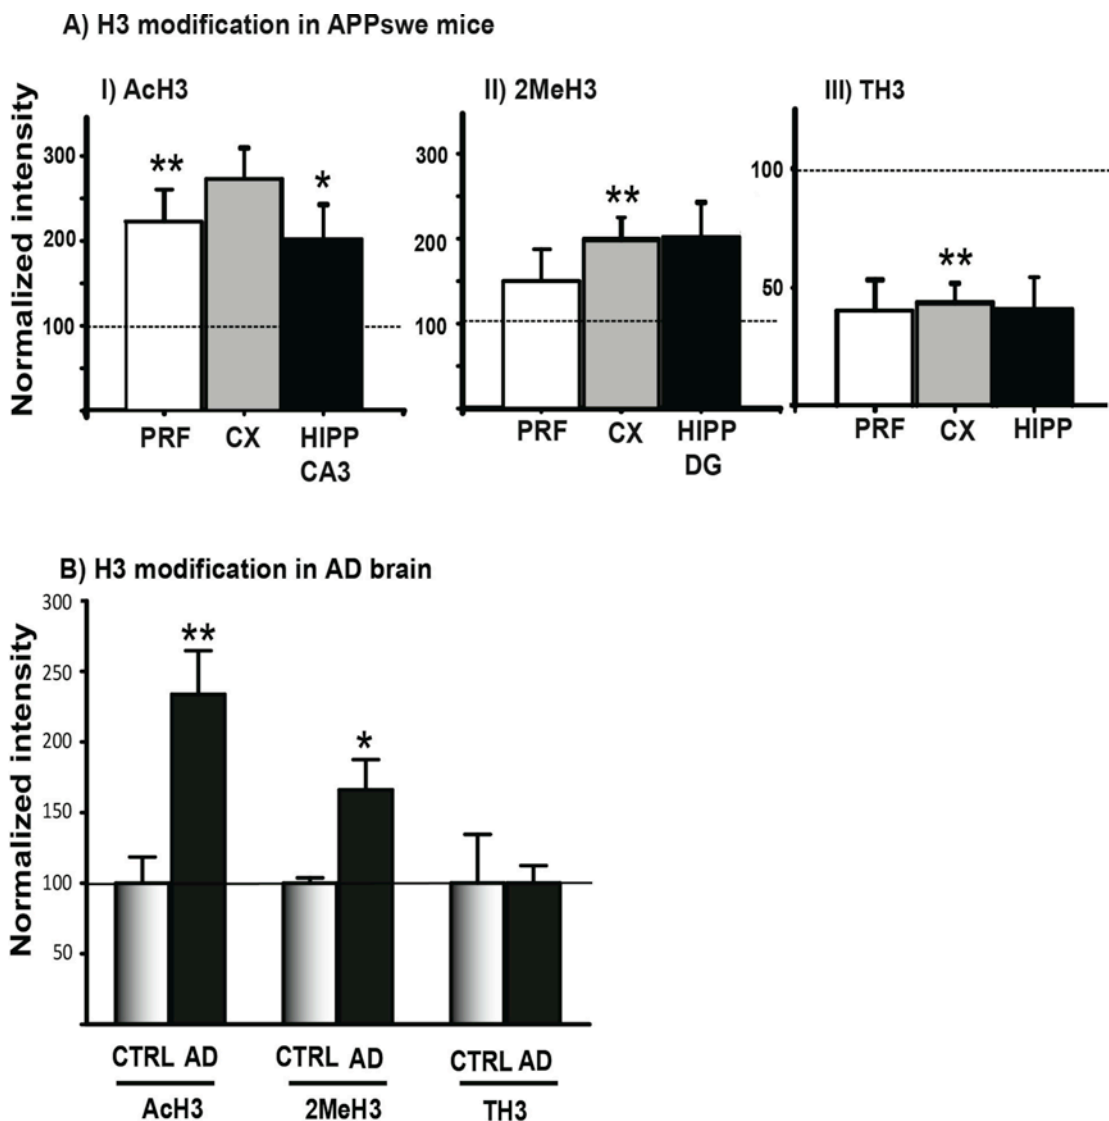 A) H3 modification in APPswe mice
I) AcH3
Normalized intensity
300
200
100
**
*
PRF CX HIPP
CA3
II) 2MeH3
300
200
100
**
PRF CX HIPP
DG
III) TH3
100
50
**
PRF CX HIPP
B) H3 modification in AD brain
Normalized intensity
300
250
200
150
100
50
**
*
CTRL AD CTRL AD CTRL AD
AcH3 2MeH3 TH3